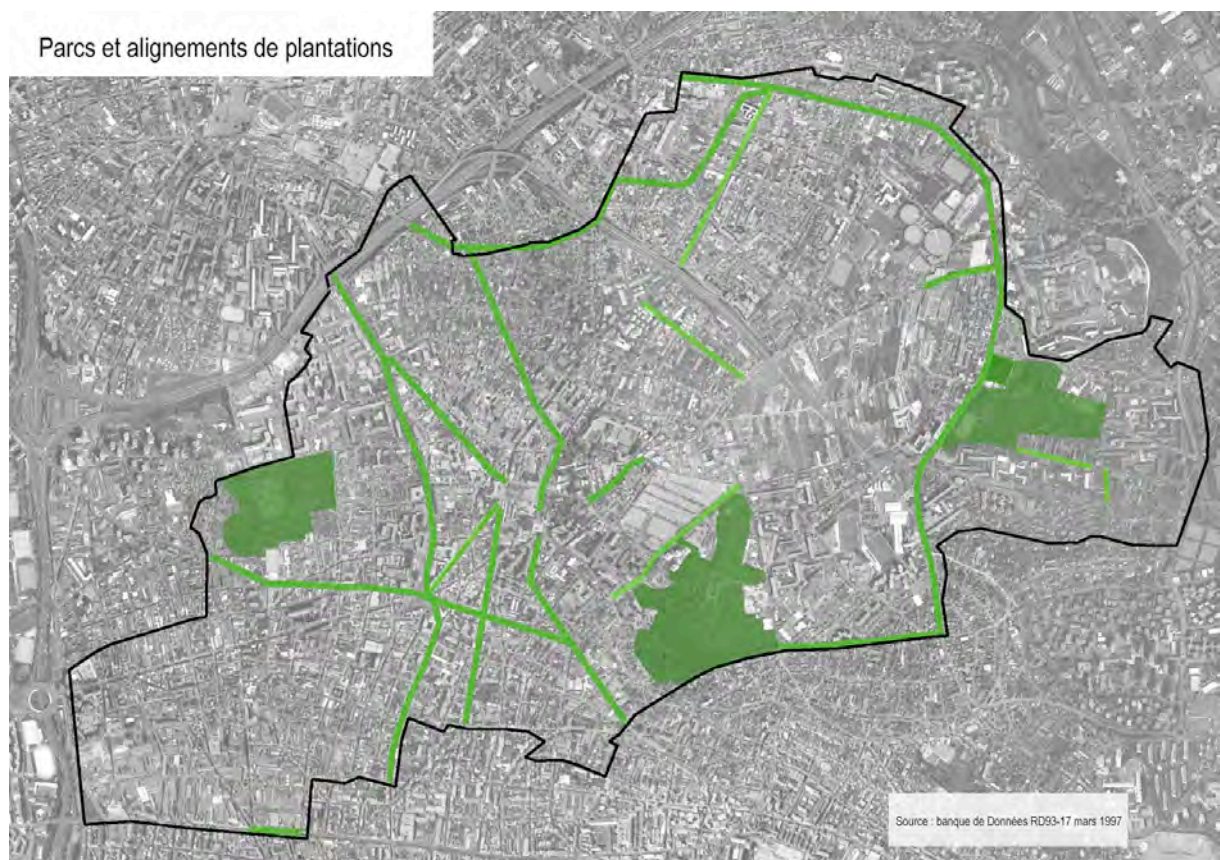 Parcs et alignements de plantations
Source : banque de Données RD93-17 mars 1997